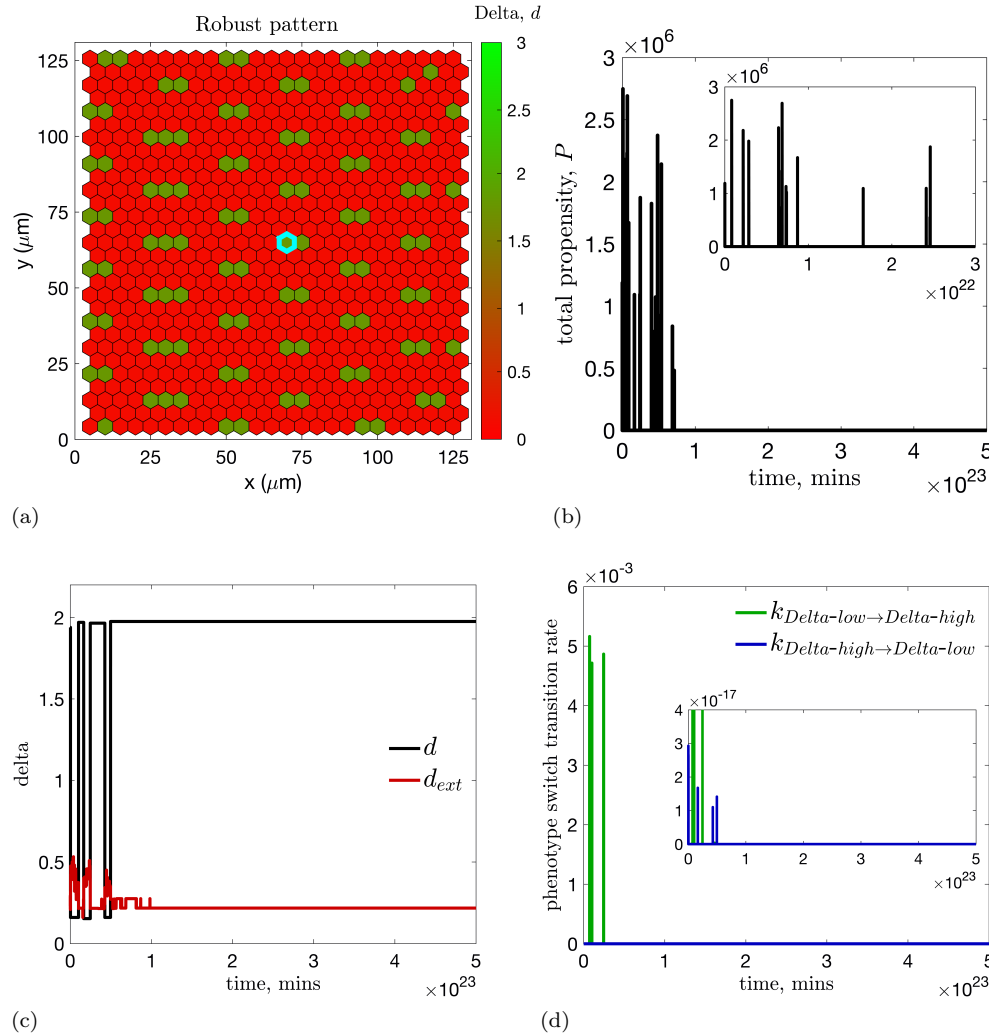 Robust pattern
Delta, d
y (μm)
125
100
75
50
25
0
0 25 50 75 100 125
x (μm)
3
2.5
2
1.5
1
0.5
0
(a)
×10^6
total propensity, P
3
2.5
2
1.5
1
0.5
0
0 1 2 3 4 5
time, mins
×10^23
×10^6
3
2
1
0
0 1 2 3
×10^22
(b)
delta
2
1.5
1
0.5
0
0 1 2 3 4 5
time, mins
×10^23
d
d_ext
(c)
×10^-3
phenotype switch transition rate
6
5
4
3
2
1
0
0 1 2 3 4 5
time, mins
×10^23
k_Delta-low→Delta-high
k_Delta-high→Delta-low
×10^-17
4
3
2
1
0
0 1 2 3 4 5
×10^23
(d)